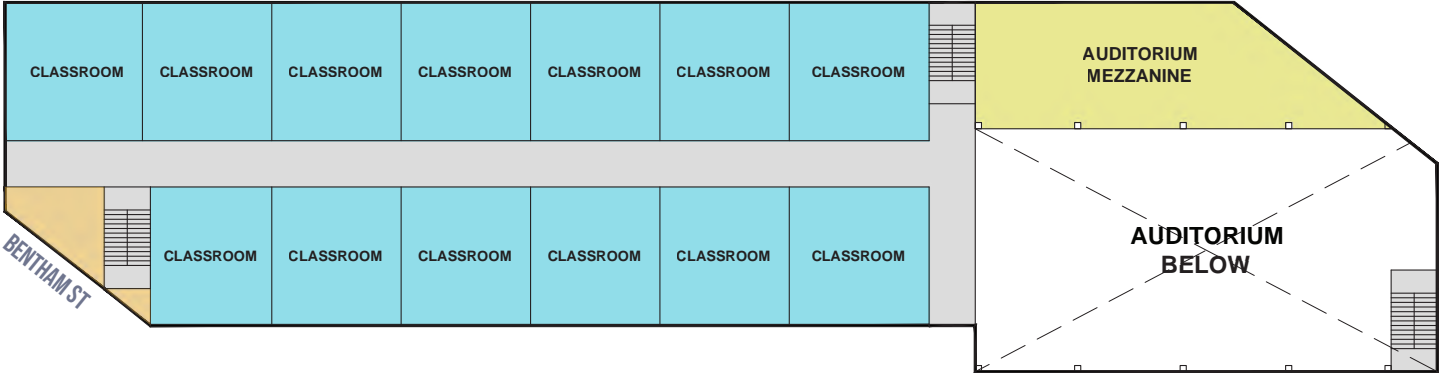 CLASSROOM CLASSROOM CLASSROOM CLASSROOM CLASSROOM CLASSROOM CLASSROOM
AUDITORIUM
MEZZANINE
BENTHAM ST
CLASSROOM CLASSROOM CLASSROOM CLASSROOM CLASSROOM CLASSROOM
AUDITORIUM
BELOW